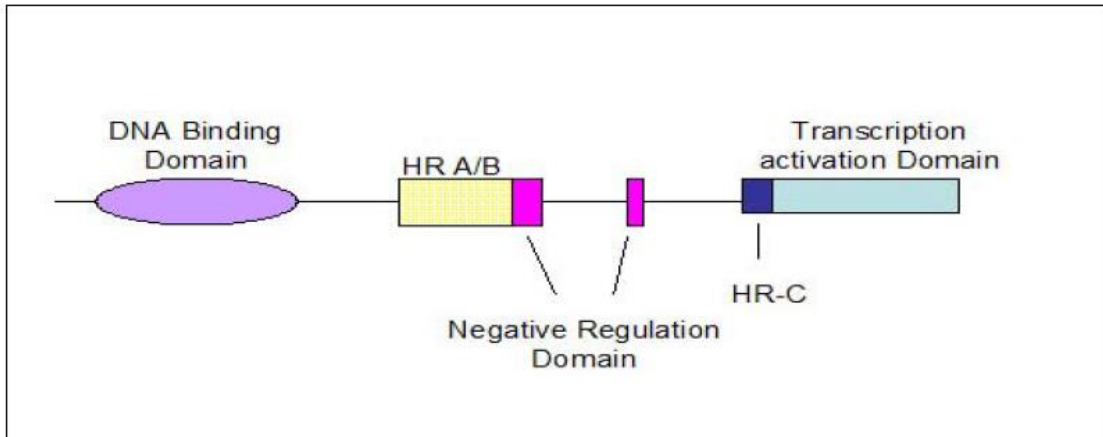 DNA Binding
Domain
HR A/B
Transcription
activation Domain
HR-C
Negative Regulation
Domain